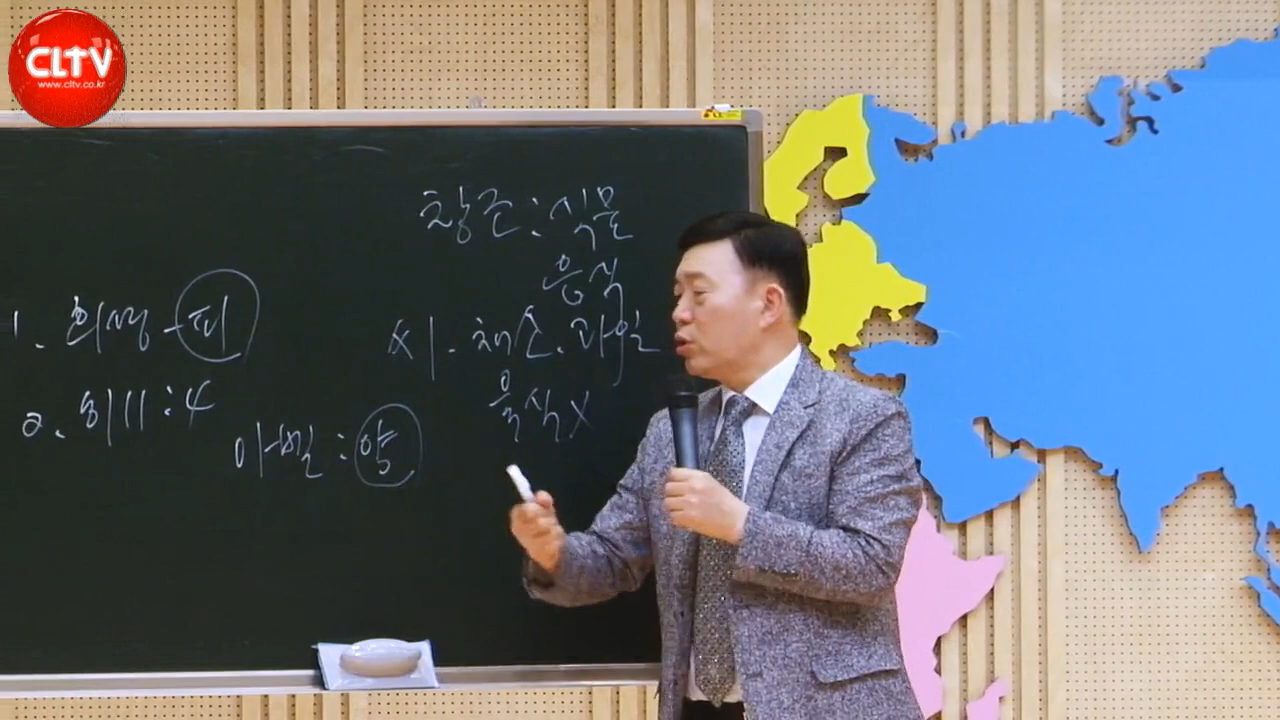 CLTV
www.cltv.co.kr
창조 : 식물
음식
씨. 채소. 과일
육식X
1. 희생 - 피
2. 히11:4
아벨 : 양